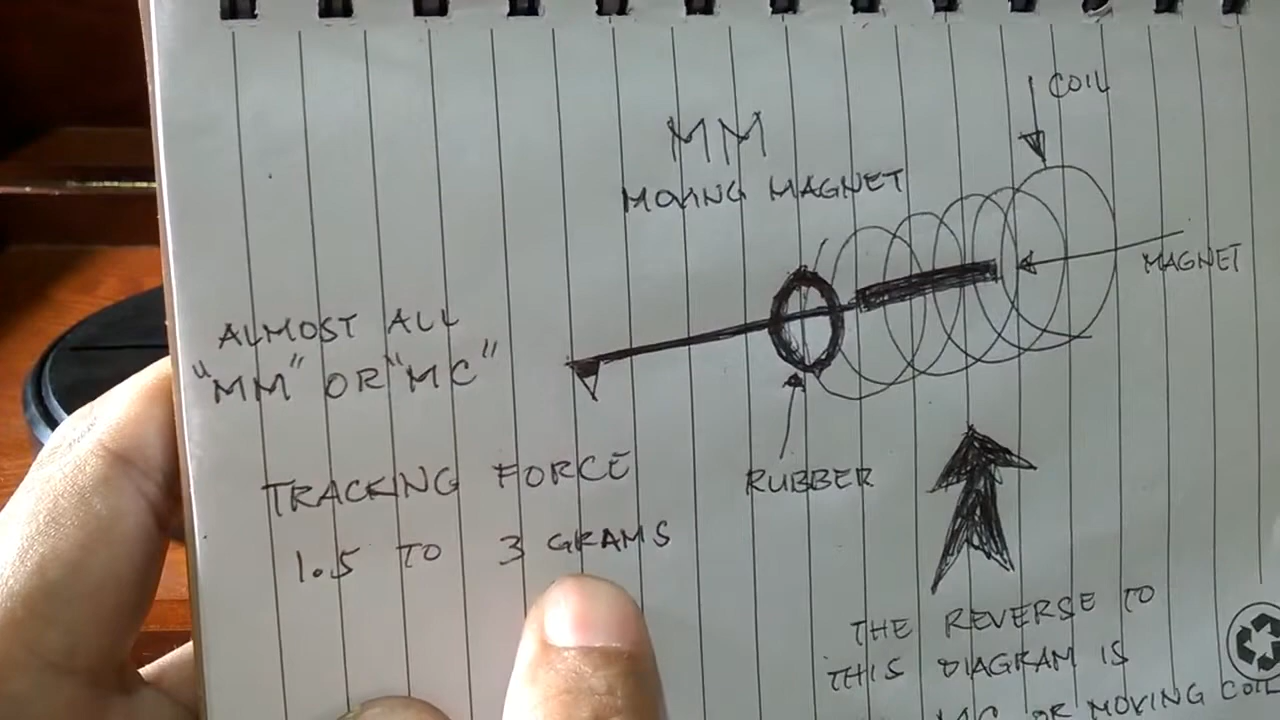 COIL
MM
MOVING MAGNET
MAGNET
ALMOST ALL
"MM" OR "MC"
RUBBER
TRACKING FORCE
1.5 TO 3 GRAMS
THE REVERSE TO
THIS DIAGRAM IS
MC OR MOVING COIL